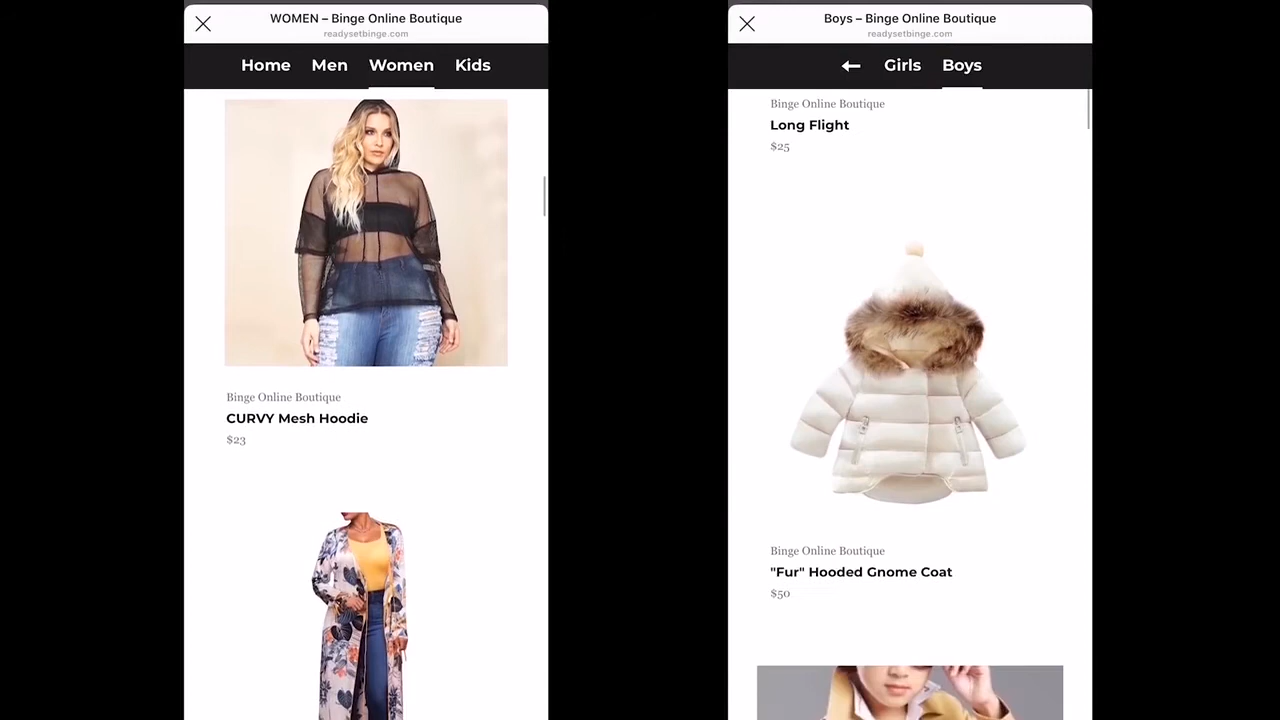 WOMEN – Binge Online Boutique
readysetbinge.com
Home Men Women Kids
Binge Online Boutique
CURVY Mesh Hoodie
$23
Boys – Binge Online Boutique
readysetbinge.com
Girls Boys
Binge Online Boutique
Long Flight
$25
Binge Online Boutique
"Fur" Hooded Gnome Coat
$50